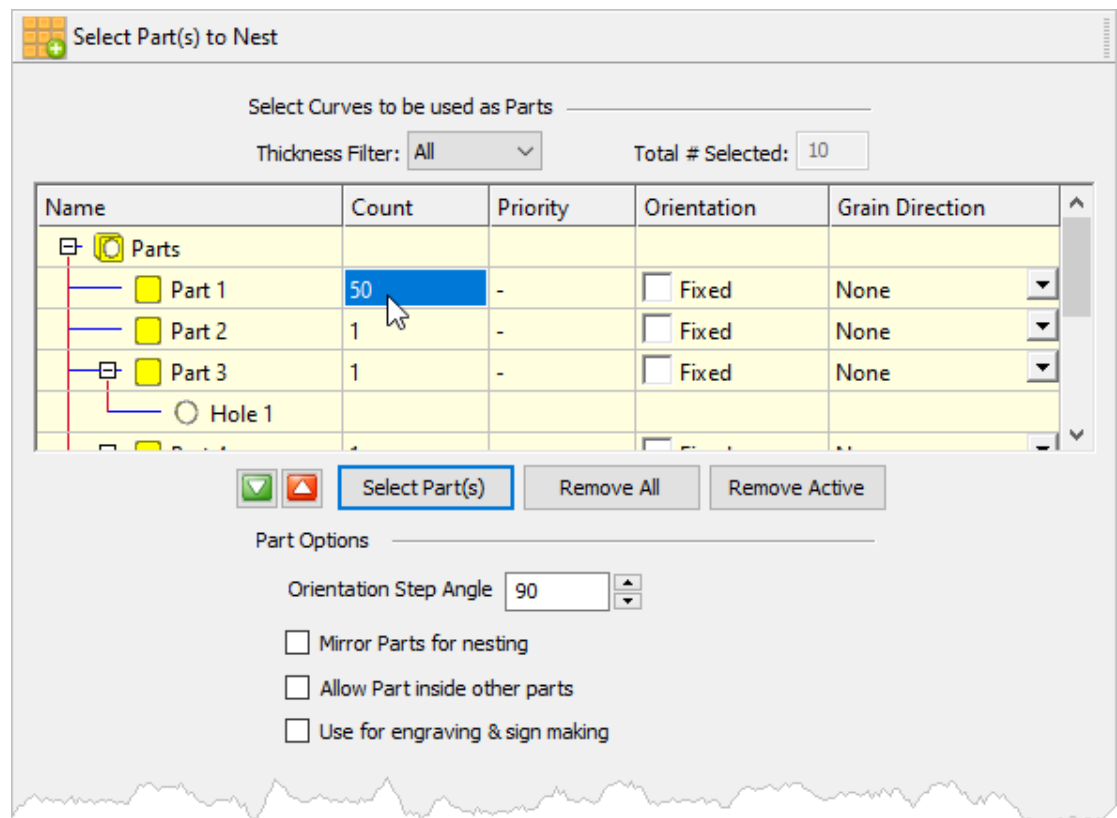 Select Part(s) to Nest
Select Curves to be used as Parts
Thickness Filter: All Total # Selected: 10
Name Count Priority Orientation Grain Direction
Parts
Part 1 50 - Fixed None
Part 2 1 - Fixed None
Part 3 1 - Fixed None
Hole 1
Select Part(s) Remove All Remove Active
Part Options
Orientation Step Angle 90
Mirror Parts for nesting
Allow Part inside other parts
Use for engraving & sign making